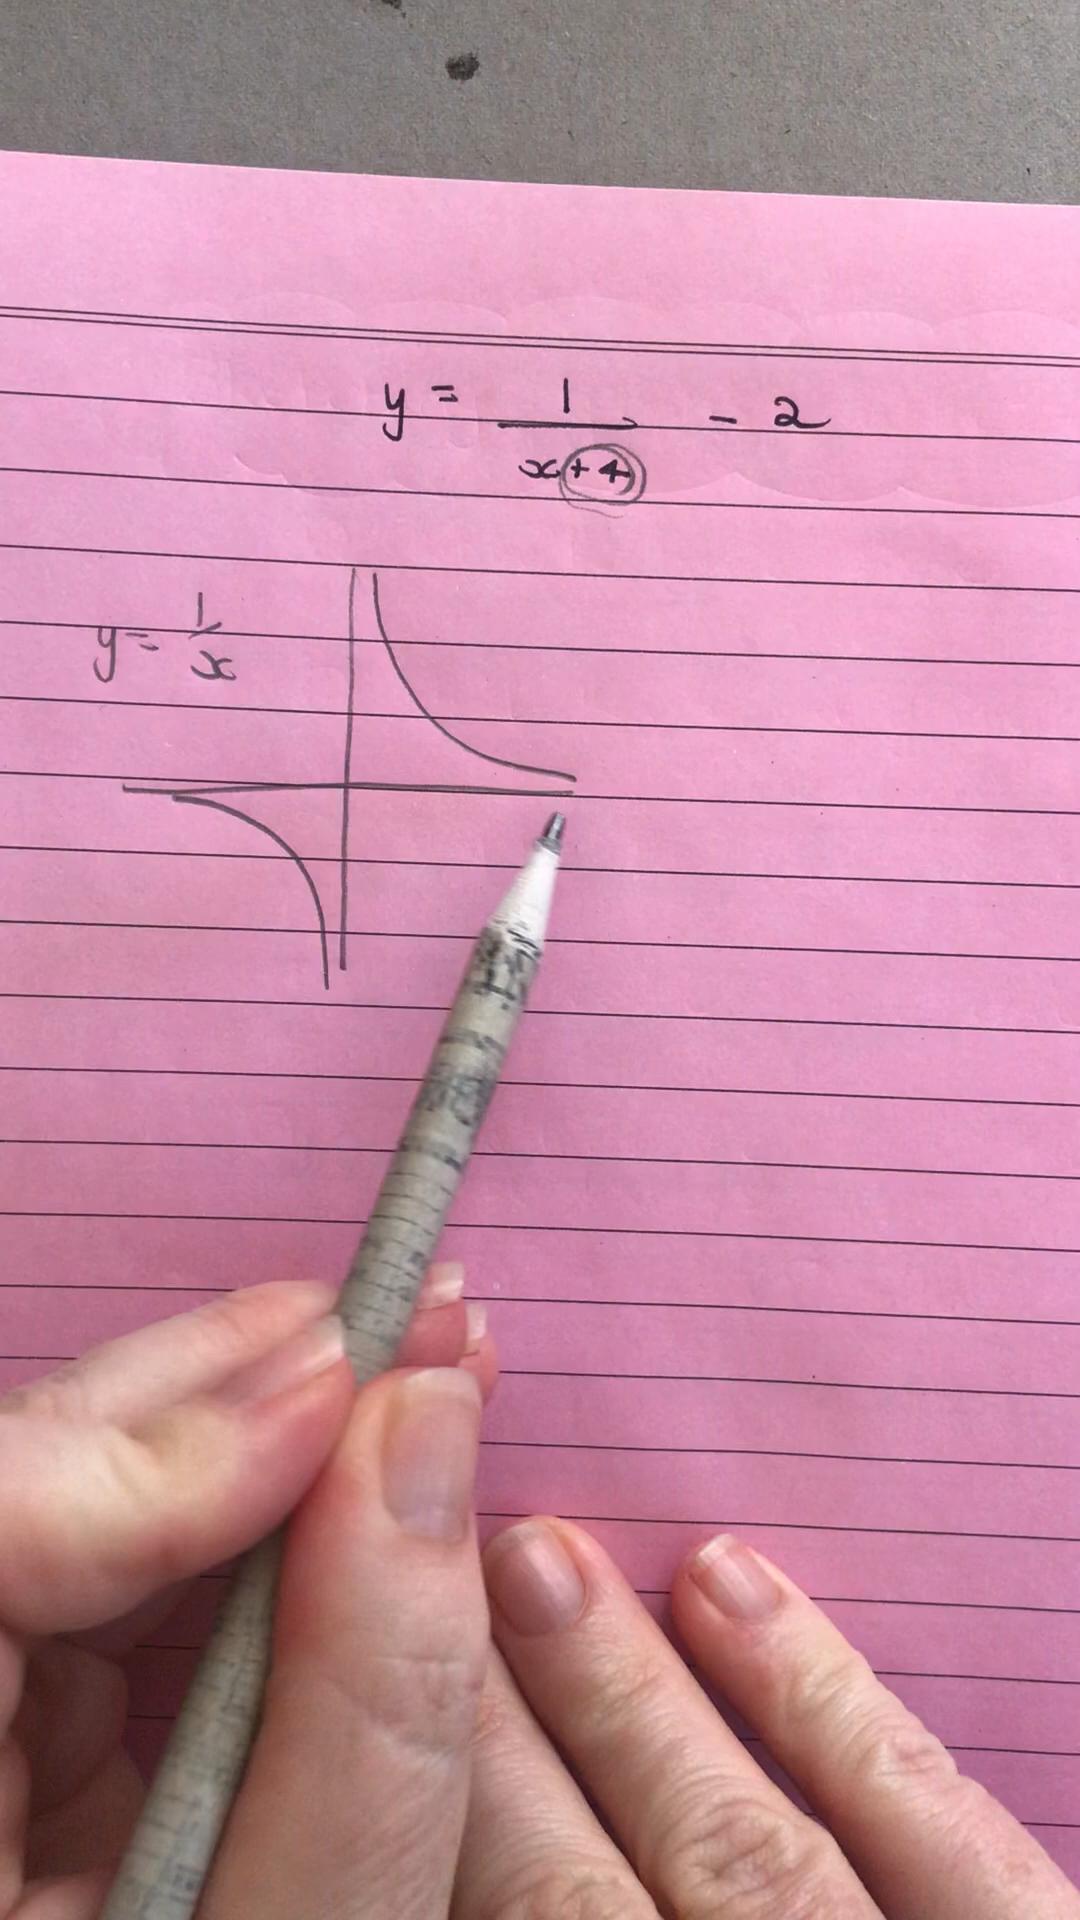 y = 1/(x+4) - 2
y = 1/x